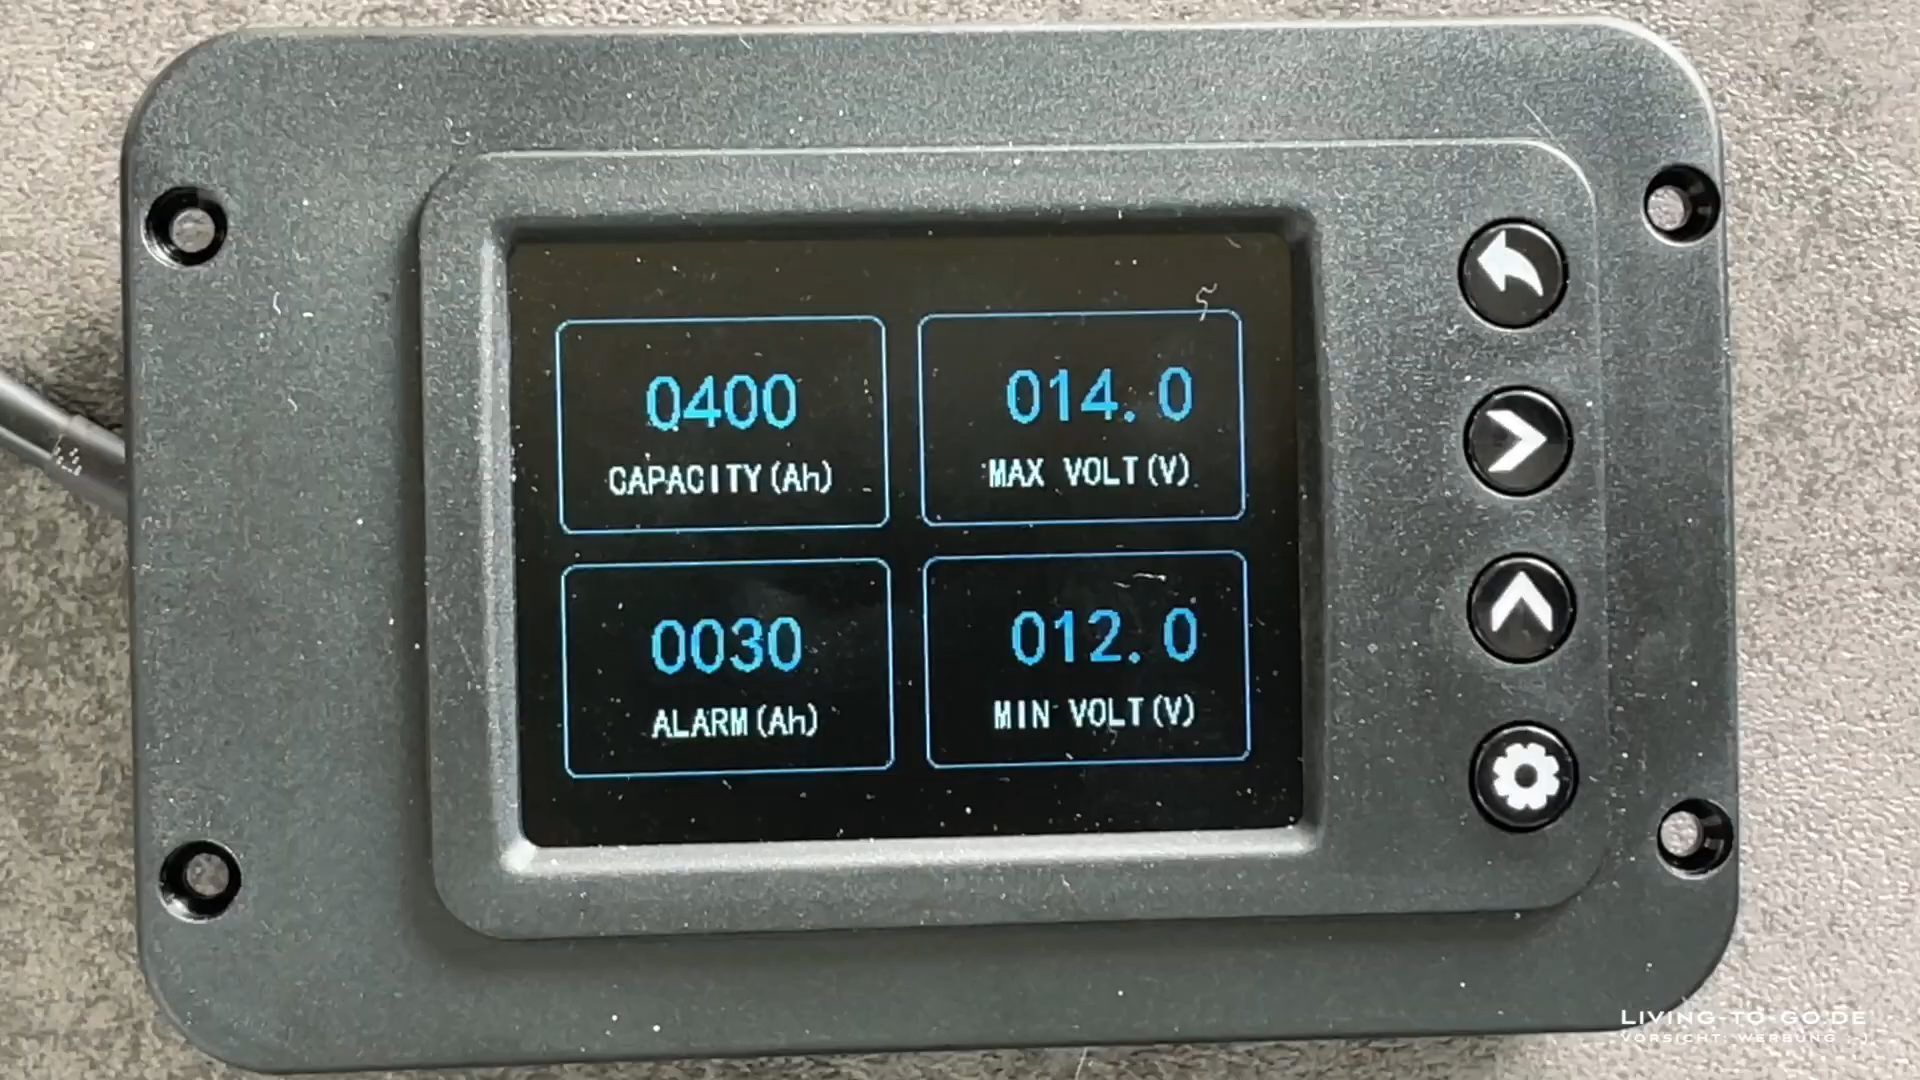 0400
CAPACITY(Ah)
014.0
MAX VOLT(V)
0030
ALARM(Ah)
012.0
MIN VOLT(V)
LIVING-TO-GO.DE
VORSICHT: WERBUNG :-)